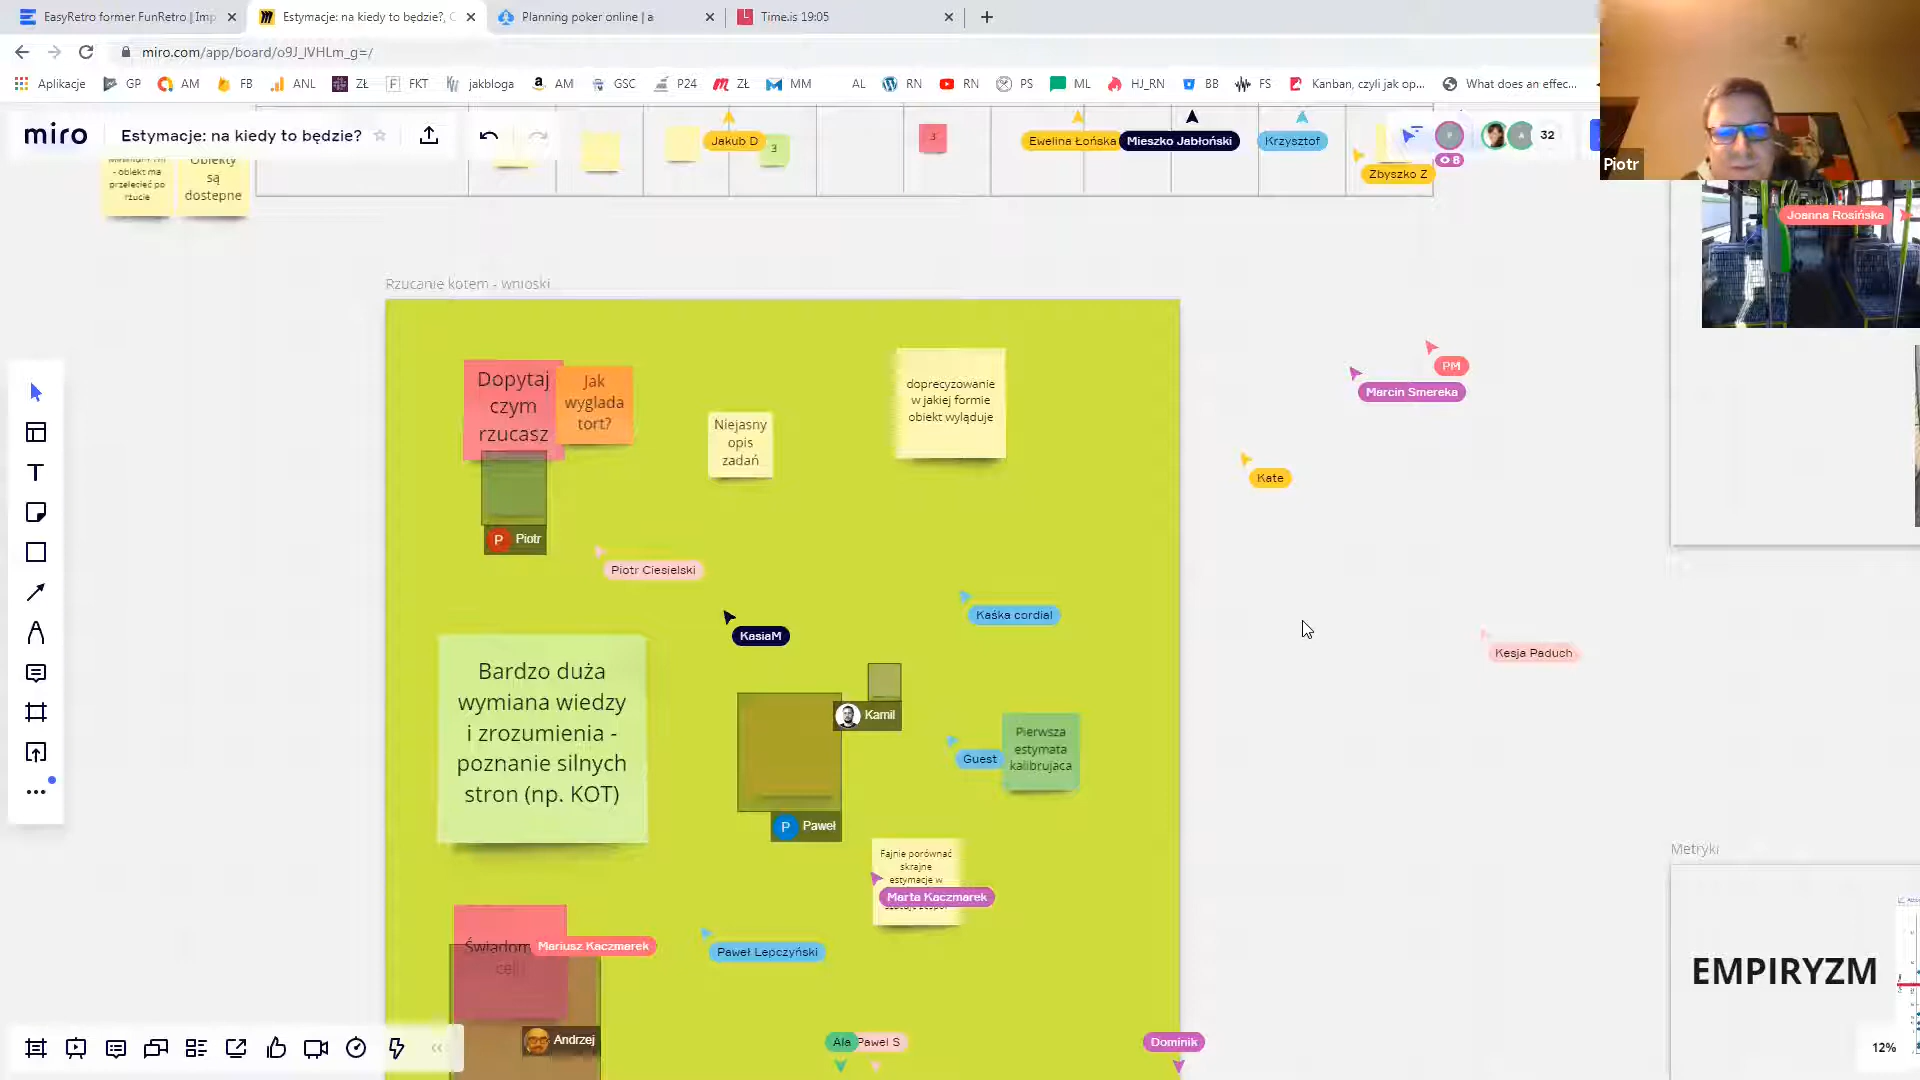 EasyRetro former FunRetro | Imp
Estymacje: na kiedy to będzie?, C
Planning poker online | a
Time.is 19:05
miro.com/app/board/o9J_lVHLm_g=/
Aplikacje
GP
AM
FB
ANL
ZŁ
FKT
jakbloga
AM
GSC
P24
ZŁ
MM
AL
RN
RN
PS
ML
HJ_RN
BB
FS
Kanban, czyli jak op...
What does an effec...
miro
Estymacje: na kiedy to będzie?
Jakub D
3
3
Ewelina Łońska
Mieszko Jabłoński
Krzysztof
Zbyszko Z
32
8
Piotr
- obiekt ma
przelecieć po
rzucie
Obiekty
są
dostępne
Joanna Rosińska
Rzucanie kotem - wnioski
Dopytaj
czym
rzucasz
Jak
wyglada
tort?
Niejasny
opis
zadań
doprecyzowanie
w jakiej formie
obiekt wyląduje
PM
Marcin Smereka
Kate
P Piotr
Piotr Ciesielski
KasiaM
Kaśka cordial
Kesja Paduch
Bardzo duża
wymiana wiedzy
i zrozumienia -
poznanie silnych
stron (np. KOT)
Kamil
Guest
Pierwsza
estymata
kalibrujaca
P Paweł
Fajnie porównać
skrajne
estymacje w
Marta Kaczmarek
Mariusz Kaczmarek
Paweł Lepczyński
Andrzej
Ala
Pawel S
Dominik
Metryki
EMPIRYZM
12%